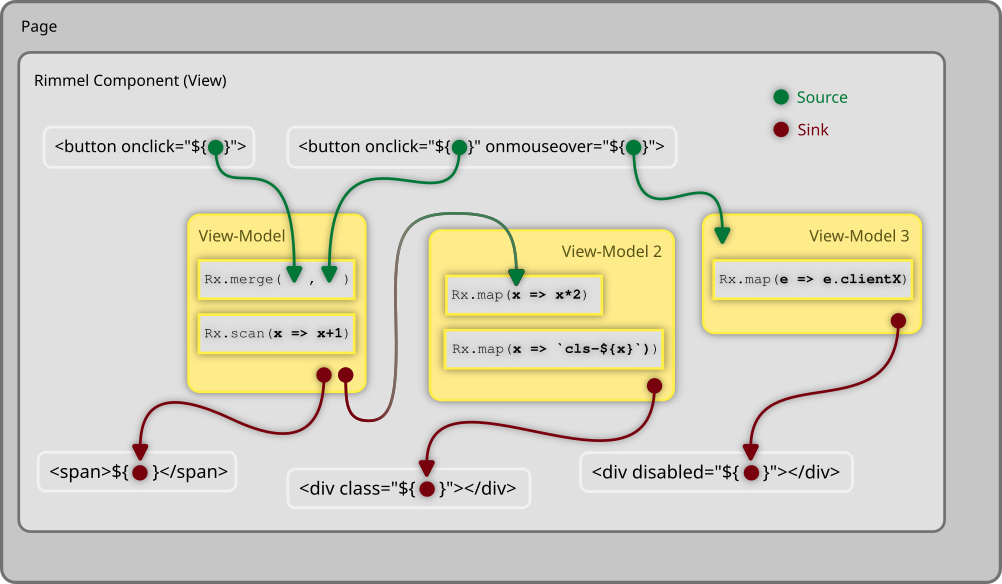 Page
Rimmel Component (View)
Source
Sink
<button onclick="${ }">
<button onclick="${ }" onmouseover="${ }">
View-Model
Rx.merge( , )
Rx.scan(x => x+1)
View-Model 2
Rx.map(x => x*2)
Rx.map(x => `cls-${x}`))
View-Model 3
Rx.map(e => e.clientX)
<span>${ }</span>
<div class="${ }"></div>
<div disabled="${ }"></div>